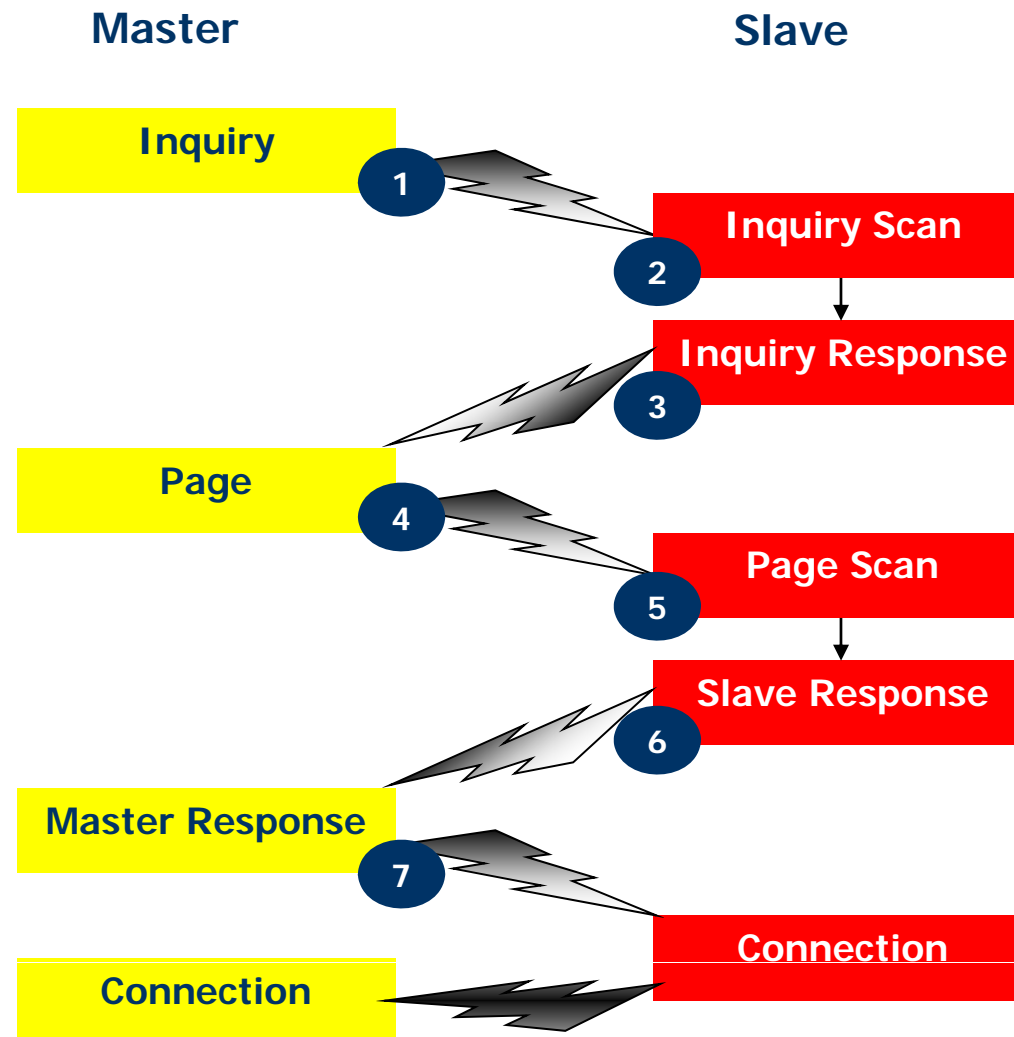 Master
Slave
Inquiry
1
Inquiry Scan
2
Inquiry Response
3
Page
4
Page Scan
5
Slave Response
6
Master Response
7
Connection
Connection